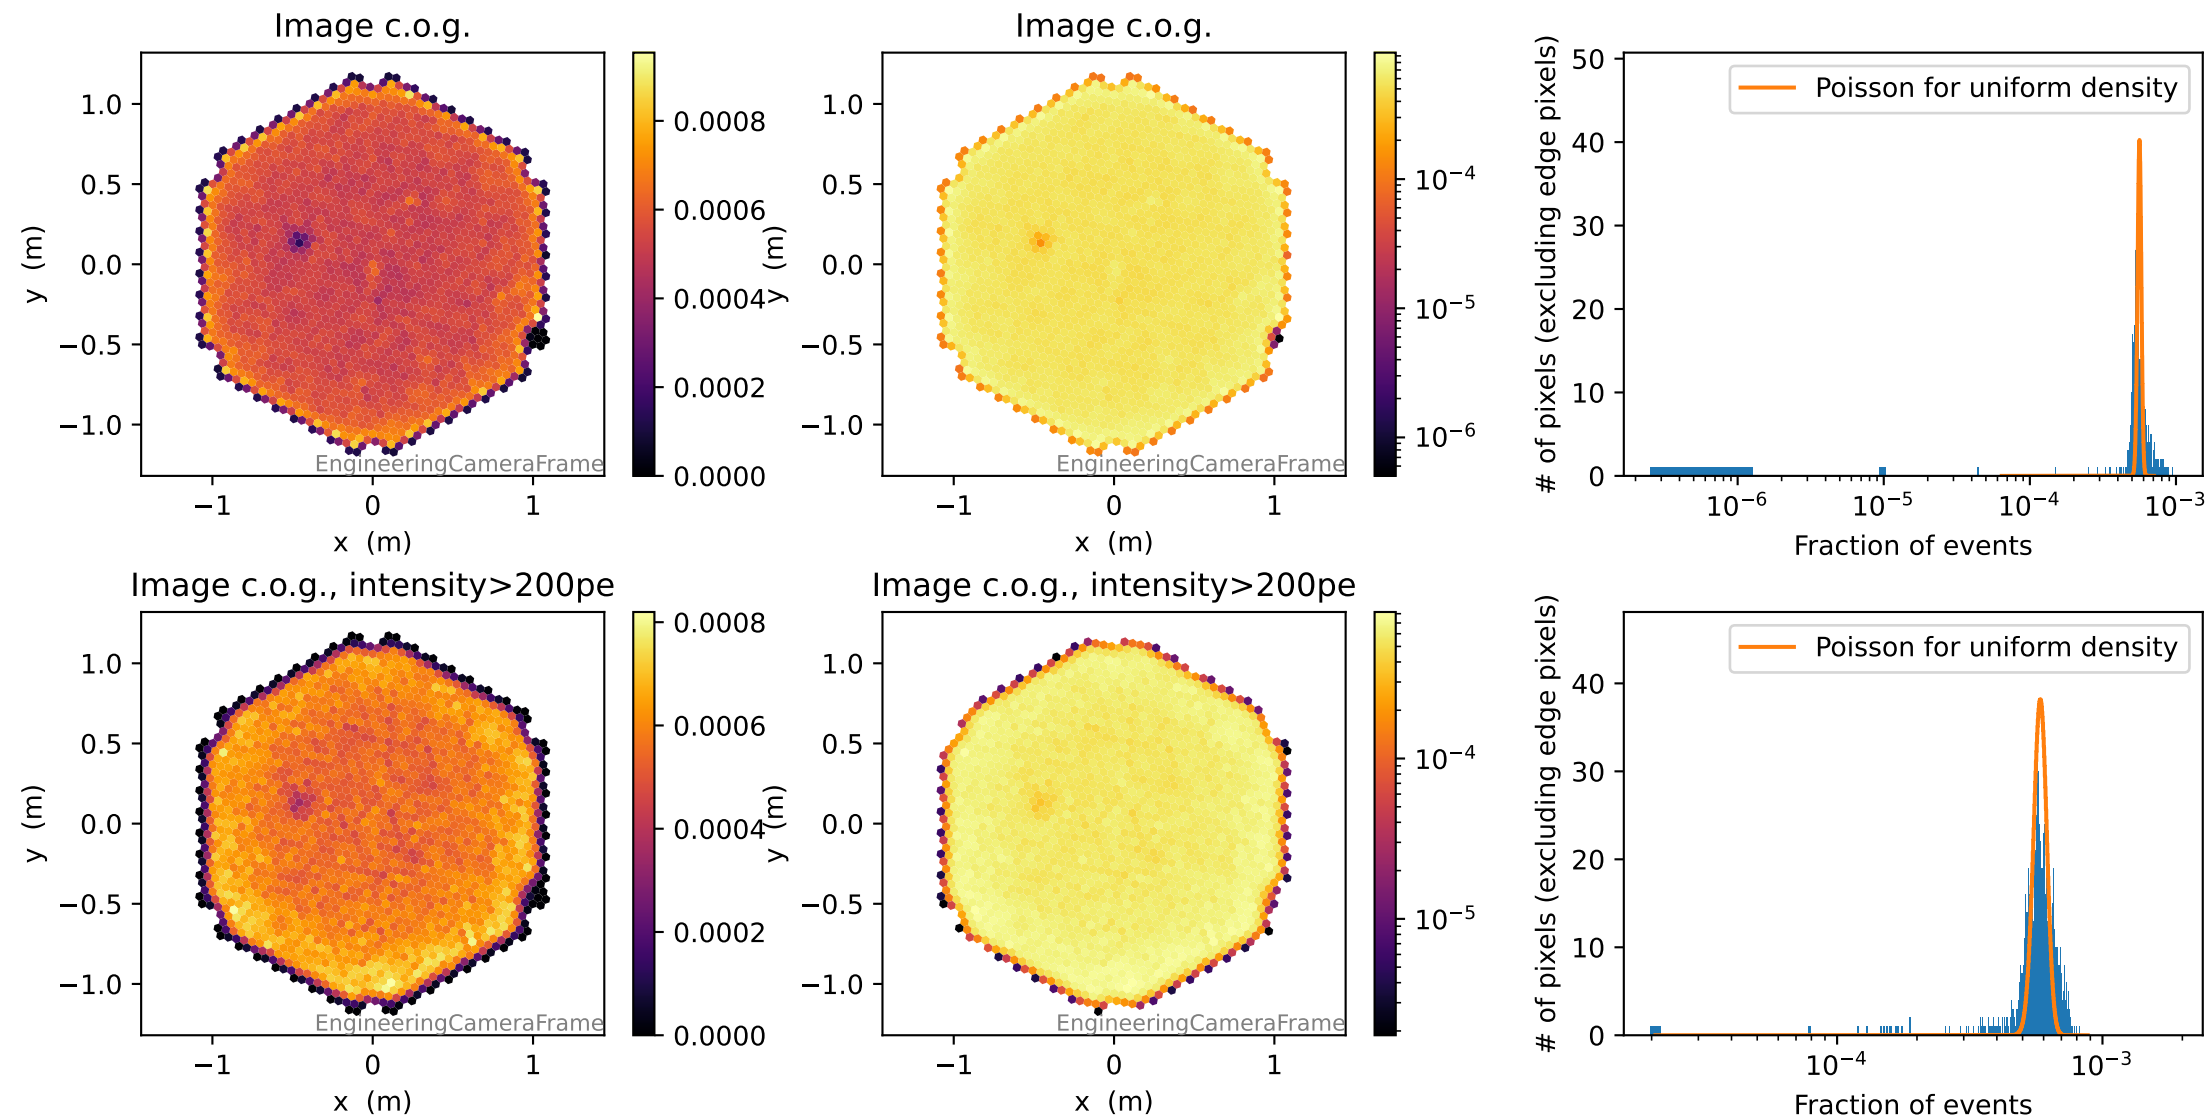 Image c.o.g.
y (m)
1.0
0.5
0.0
−0.5
−1.0
−1 0 1
x (m)
EngineeringCameraFrame
0.0008
0.0006
0.0004
0.0002
0.0000
Image c.o.g.
y (m)
1.0
0.5
0.0
−0.5
−1.0
−1 0 1
x (m)
EngineeringCameraFrame
10⁻⁴
10⁻⁵
10⁻⁶
# of pixels (excluding edge pixels)
50
40
30
20
10
0
Poisson for uniform density
10⁻⁶ 10⁻⁵ 10⁻⁴ 10⁻³
Fraction of events
Image c.o.g., intensity>200pe
y (m)
1.0
0.5
0.0
−0.5
−1.0
−1 0 1
x (m)
EngineeringCameraFrame
0.0008
0.0006
0.0004
0.0002
0.0000
Image c.o.g., intensity>200pe
y (m)
1.0
0.5
0.0
−0.5
−1.0
−1 0 1
x (m)
EngineeringCameraFrame
10⁻⁴
10⁻⁵
# of pixels (excluding edge pixels)
40
30
20
10
0
Poisson for uniform density
10⁻⁴ 10⁻³
Fraction of events